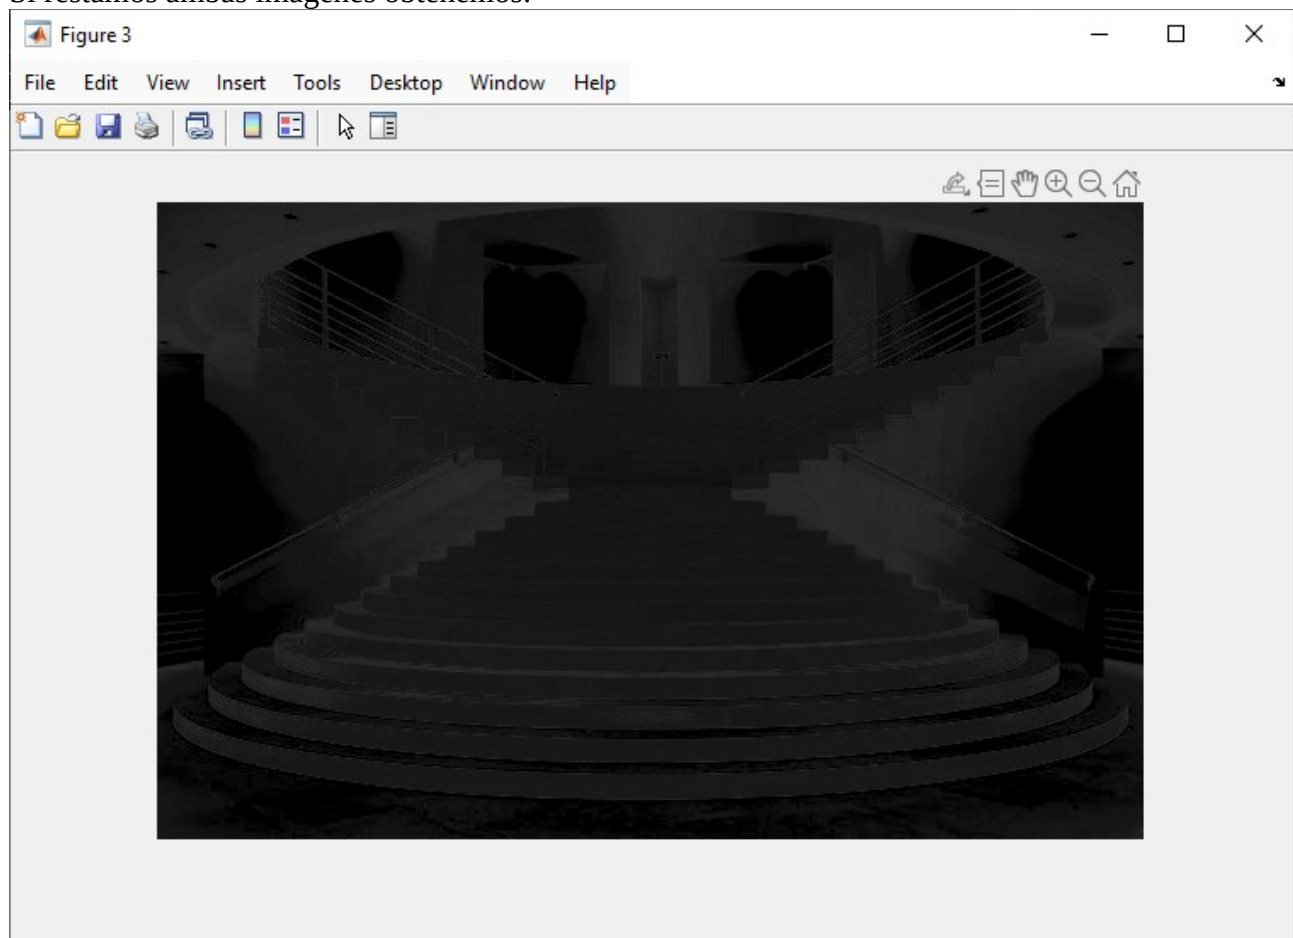 Si restamos ambas imágenes obtenemos:
Figure 3
File Edit View Insert Tools Desktop Window Help